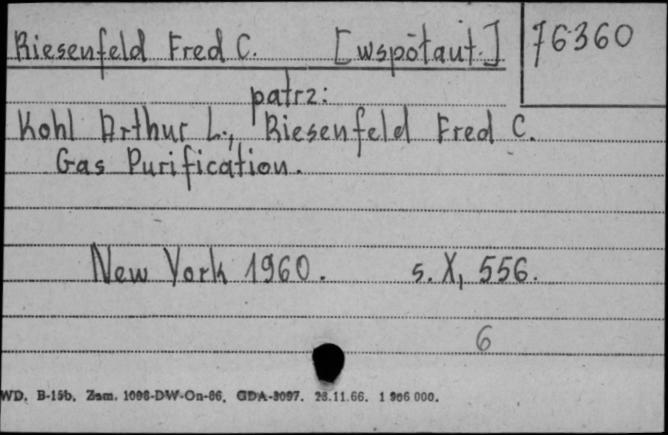 Riesenfeld Fred C. [współaut.] 76360
patrz:
Kohl Arthur L., Riesenfeld Fred C.
Gas Purification.
New York 1960. s. X, 556.
6
WD. B-15b. Zam. 1098-DW-On-66. GDA-3097. 28.11.66. 1 906 000.